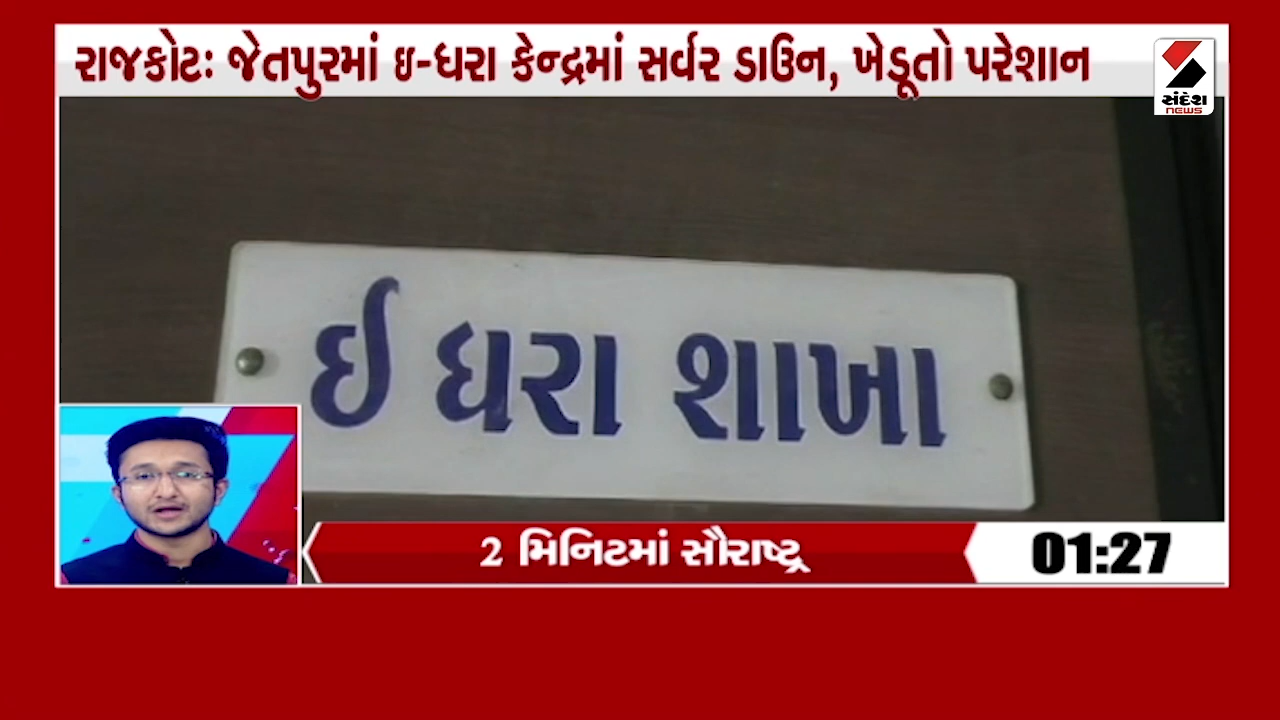 રાજકોટઃ જેતપુરમાં ઇ-ધરા કેન્દ્રમાં સર્વર ડાઉન, ખેડૂતો પરેશાન
સંદેશ
NEWS
ઈ ધરા શાખા
2 મિનિટમાં સૌરાષ્ટ્ર
01:27